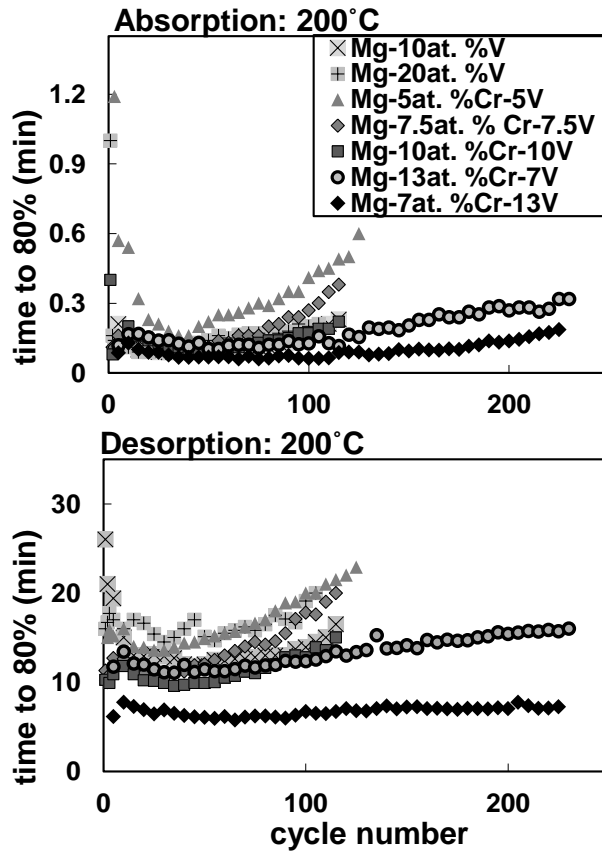 Absorption: 200˚C
Mg-10at. %V
Mg-20at. %V
Mg-5at. %Cr-5V
Mg-7.5at. % Cr-7.5V
Mg-10at. %Cr-10V
Mg-13at. %Cr-7V
Mg-7at. %Cr-13V
time to 80% (min)
1.2
0.9
0.6
0.3
0
0
100
200
Desorption: 200˚C
time to 80% (min)
30
20
10
0
0
100
200
cycle number